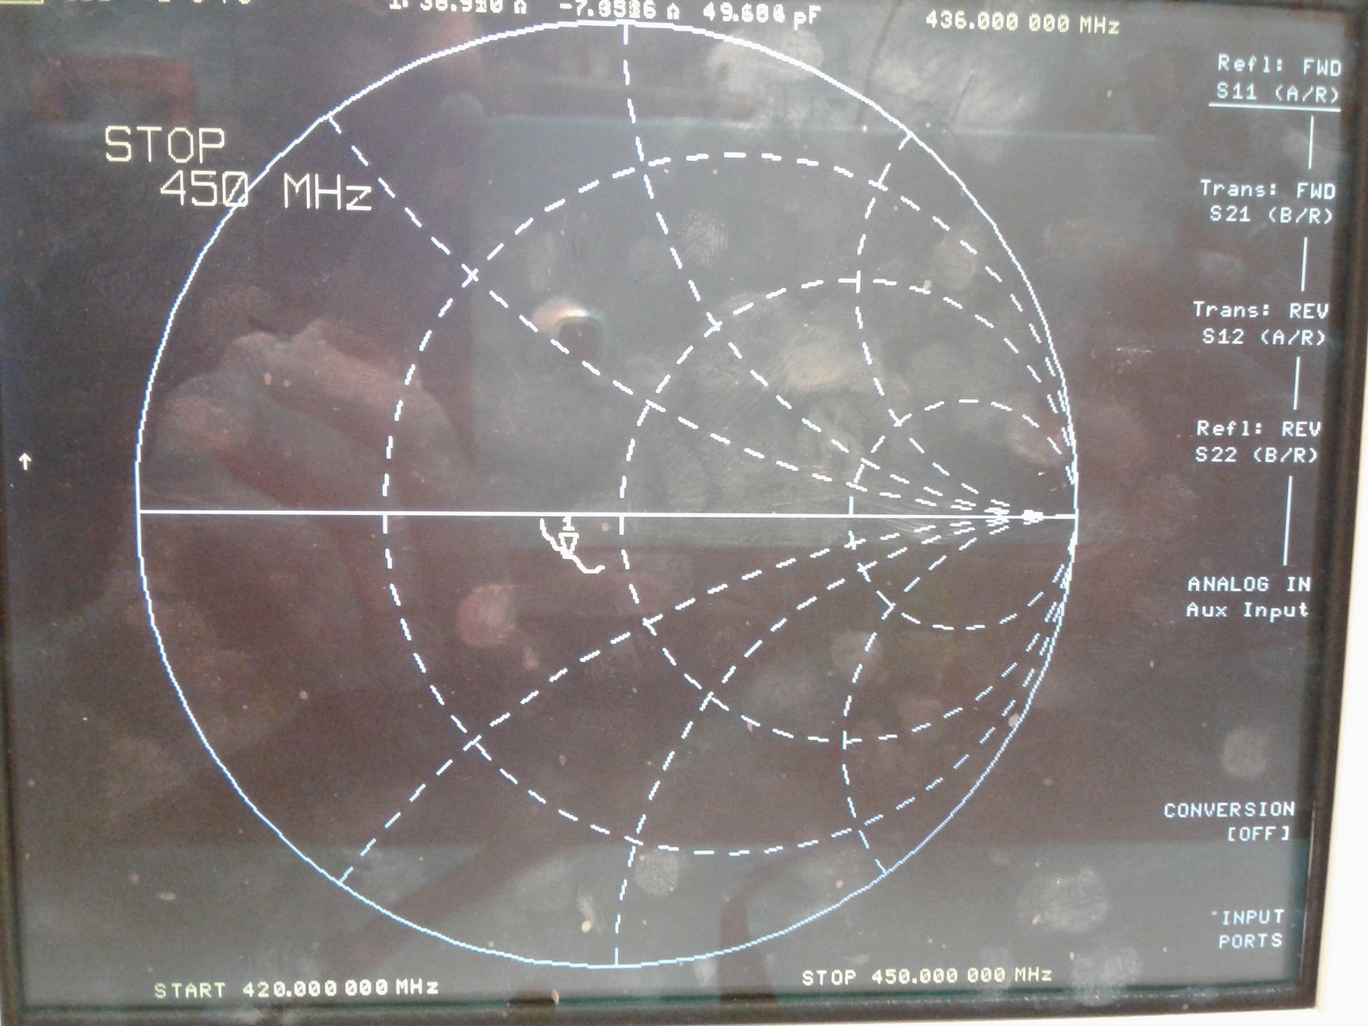 436.000 000 MHz
Refl: FWD
S11 (A/R)
STOP
450 MHz
Trans: FWD
S21 (B/R)
Trans: REV
S12 (A/R)
Refl: REV
S22 (B/R)
↑
1
ANALOG IN
Aux Input
CONVERSION
[OFF]
INPUT
PORTS
START 420.000 000 MHz
STOP 450.000 000 MHz